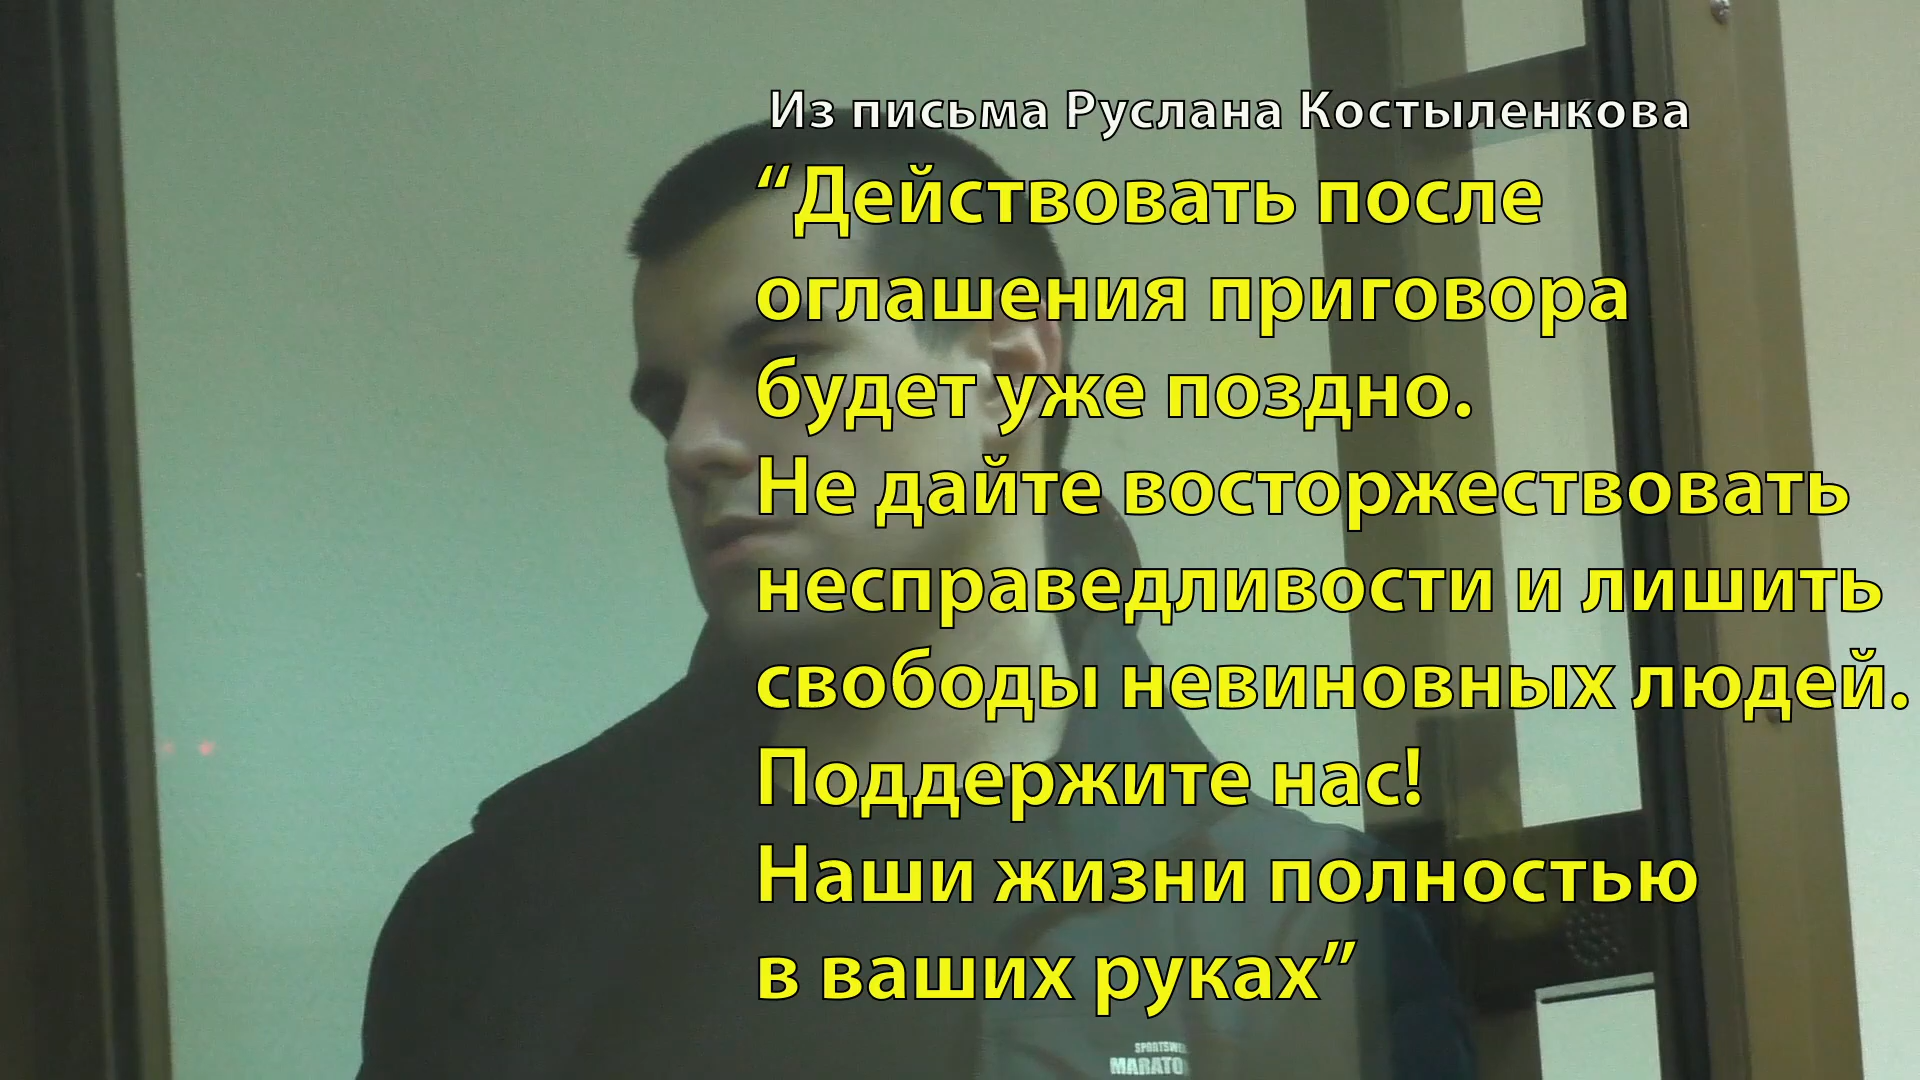 Из письма Руслана Костыленкова
“Действовать после
оглашения приговора
будет уже поздно.
Не дайте восторжествовать
несправедливости и лишить
свободы невиновных людей.
Поддержите нас!
Наши жизни полностью
в ваших руках”